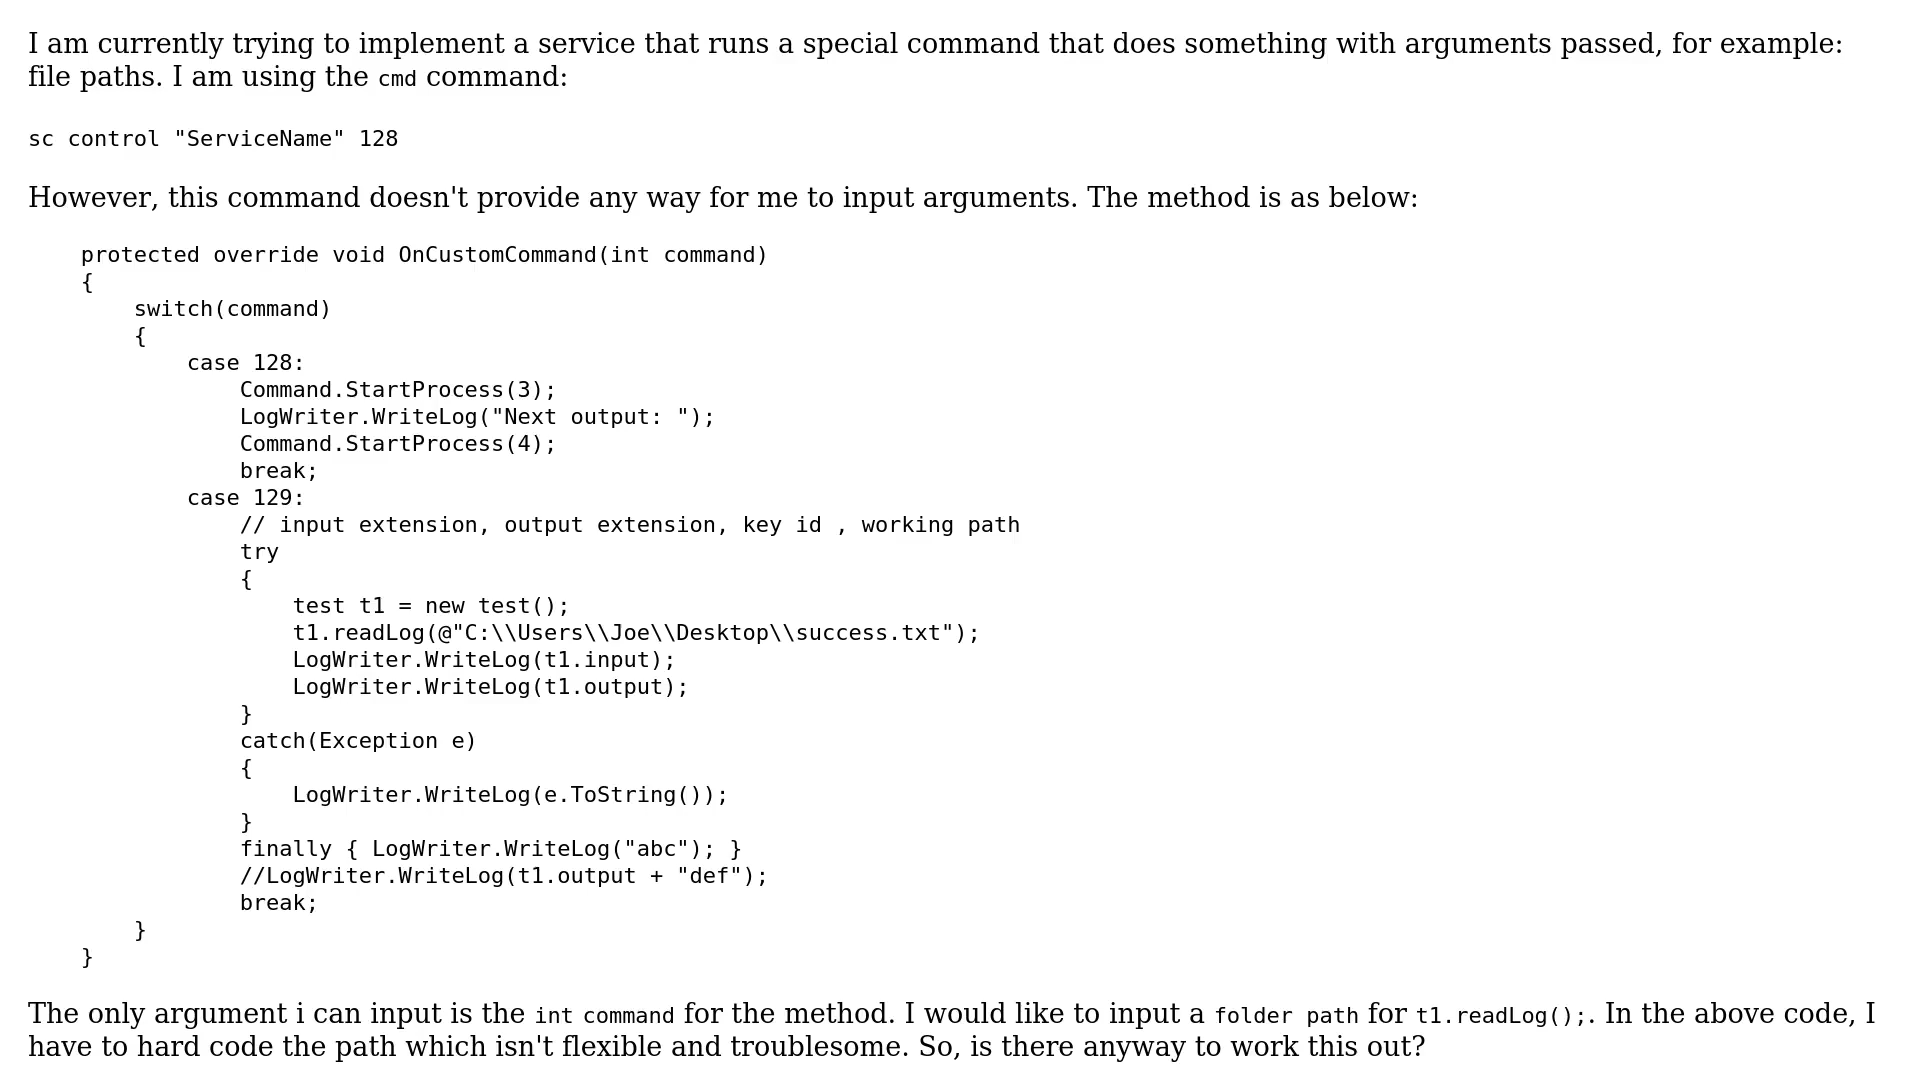 I am currently trying to implement a service that runs a special command that does something with arguments passed, for example:
file paths. I am using the cmd command:
sc control "ServiceName" 128
However, this command doesn't provide any way for me to input arguments. The method is as below:
protected override void OnCustomCommand(int command)
{
switch(command)
{
case 128:
Command.StartProcess(3);
LogWriter.WriteLog("Next output: ");
Command.StartProcess(4);
break;
case 129:
// input extension, output extension, key id , working path
try
{
test t1 = new test();
t1.readLog(@"C:\\Users\\Joe\\Desktop\\success.txt");
LogWriter.WriteLog(t1.input);
LogWriter.WriteLog(t1.output);
}
catch(Exception e)
{
LogWriter.WriteLog(e.ToString());
}
finally { LogWriter.WriteLog("abc"); }
//LogWriter.WriteLog(t1.output + "def");
break;
}
}
The only argument i can input is the int command for the method. I would like to input a folder path for t1.readLog();. In the above code, I
have to hard code the path which isn't flexible and troublesome. So, is there anyway to work this out?